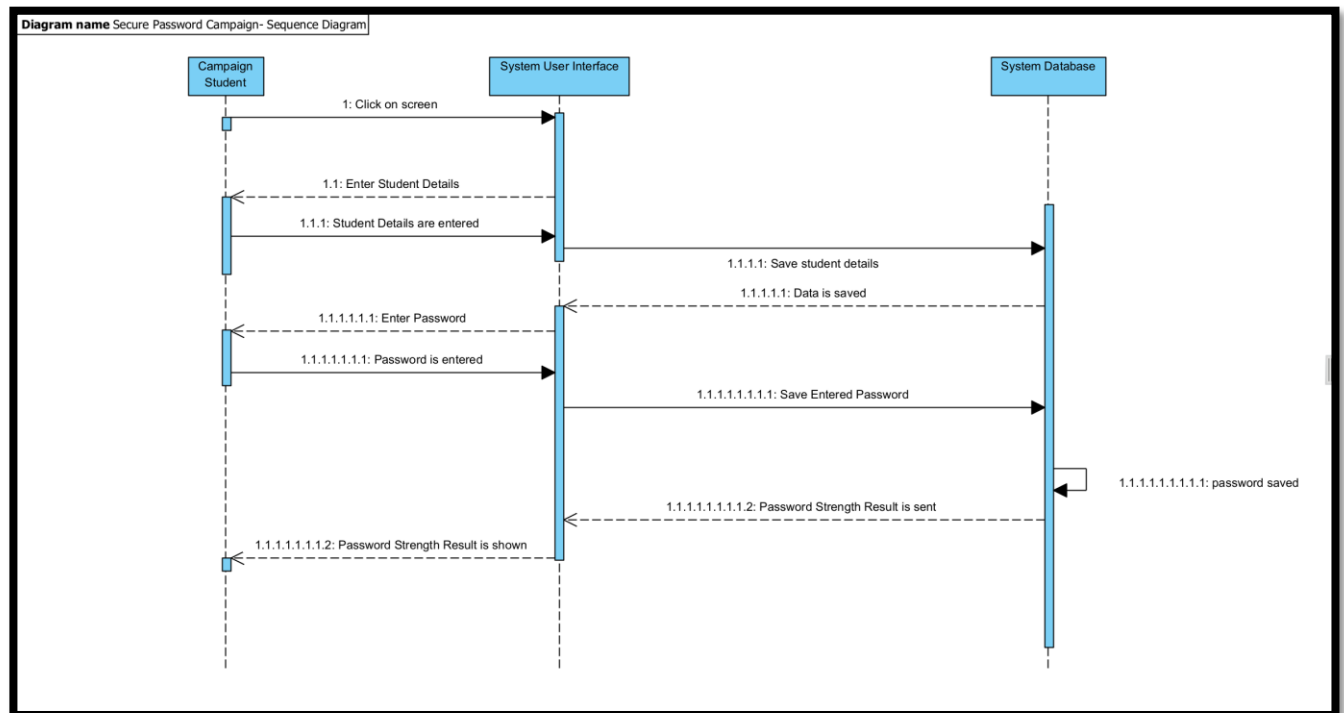 Diagram name Secure Password Campaign- Sequence Diagram
Campaign
Student
System User Interface
System Database
1: Click on screen
1.1: Enter Student Details
1.1.1: Student Details are entered
1.1.1.1: Save student details
1.1.1.1.1: Data is saved
1.1.1.1.1.1: Enter Password
1.1.1.1.1.1.1: Password is entered
1.1.1.1.1.1.1.1: Save Entered Password
1.1.1.1.1.1.1.1.1: password saved
1.1.1.1.1.1.1.1.2: Password Strength Result is sent
1.1.1.1.1.1.1.2: Password Strength Result is shown